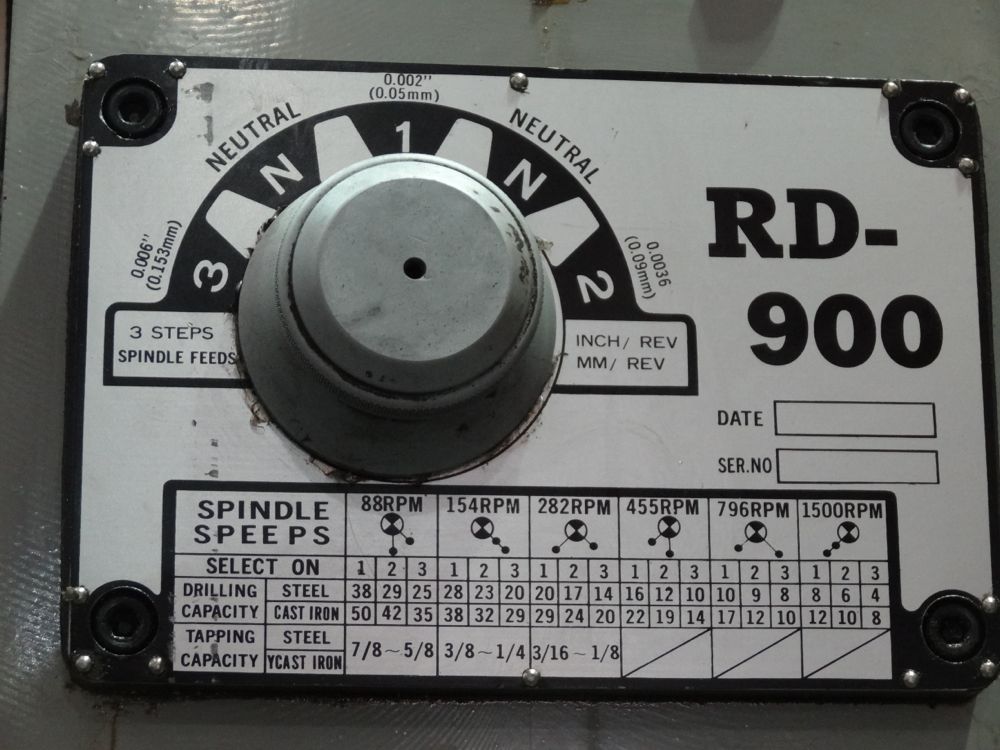 0.002"
(0.05mm)
NEUTRAL
NEUTRAL
3 N 1 N 2
0.006"
(0.153mm)
0.0036
(0.09mm)
RD-
900
3 STEPS
SPINDLE FEEDS
INCH/ REV
MM/ REV
DATE
SER.NO
SPINDLE SPEEPS 88RPM 154RPM 282RPM 455RPM 796RPM 1500RPM
SELECT ON 1 2 3 1 2 3 1 2 3 1 2 3 1 2 3 1 2 3
DRILLING CAPACITY STEEL 38 29 25 28 23 20 20 17 14 16 12 10 10 9 8 8 6 4
CAST IRON 50 42 35 38 32 29 29 24 20 22 19 14 17 12 10 12 10 8
TAPPING CAPACITY STEEL YCAST IRON 7/8~5/8 3/8~1/4 3/16~1/8